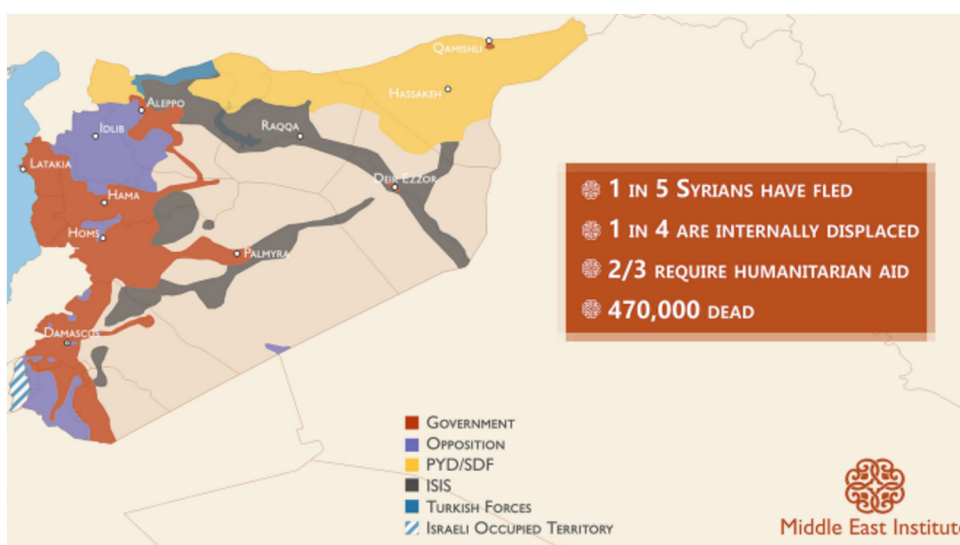 Qamishli
Hassakeh
Aleppo
Idlib
Raqqa
Latakia
Deir Ezzor
Hama
Homs
Palmyra
Damascus
1 in 5 Syrians have fled
1 in 4 are internally displaced
2/3 require humanitarian aid
470,000 dead
Government
Opposition
PYD/SDF
ISIS
Turkish Forces
Israeli Occupied Territory
Middle East Institut